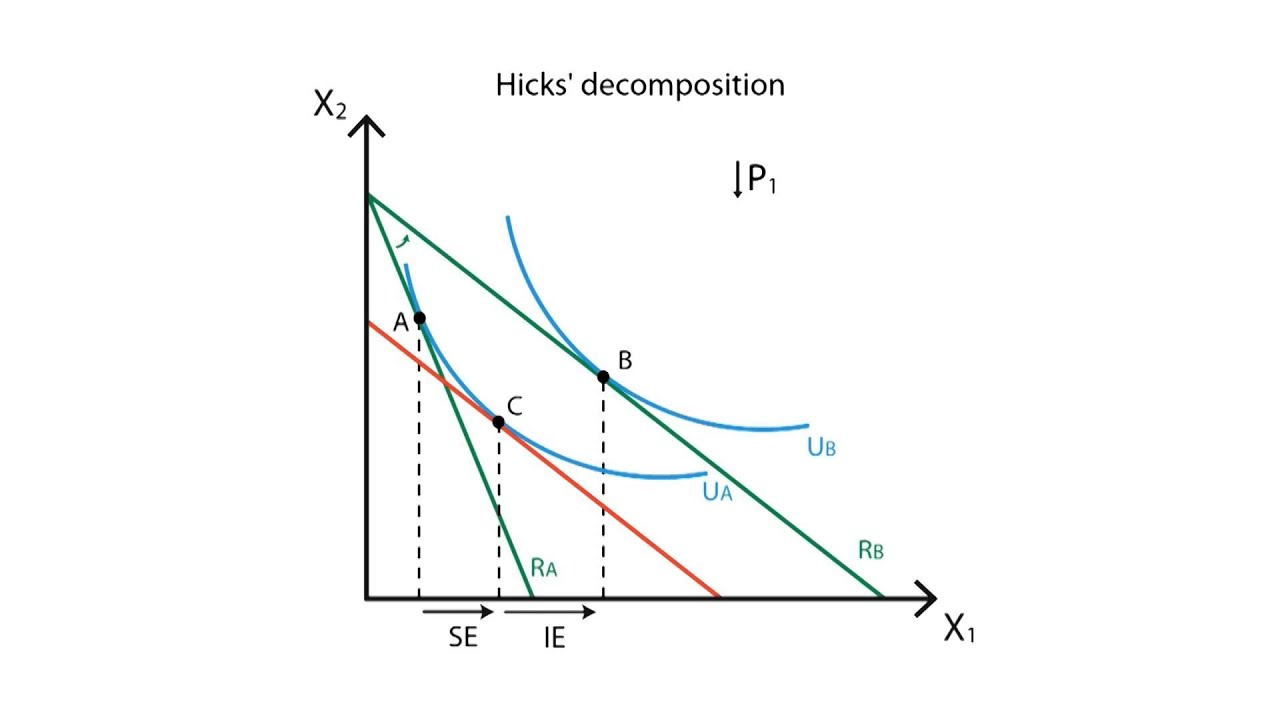 Hicks' decomposition
X₂
↓P₁
A
B
C
UB
UA
RB
RA
SE
IE
X₁